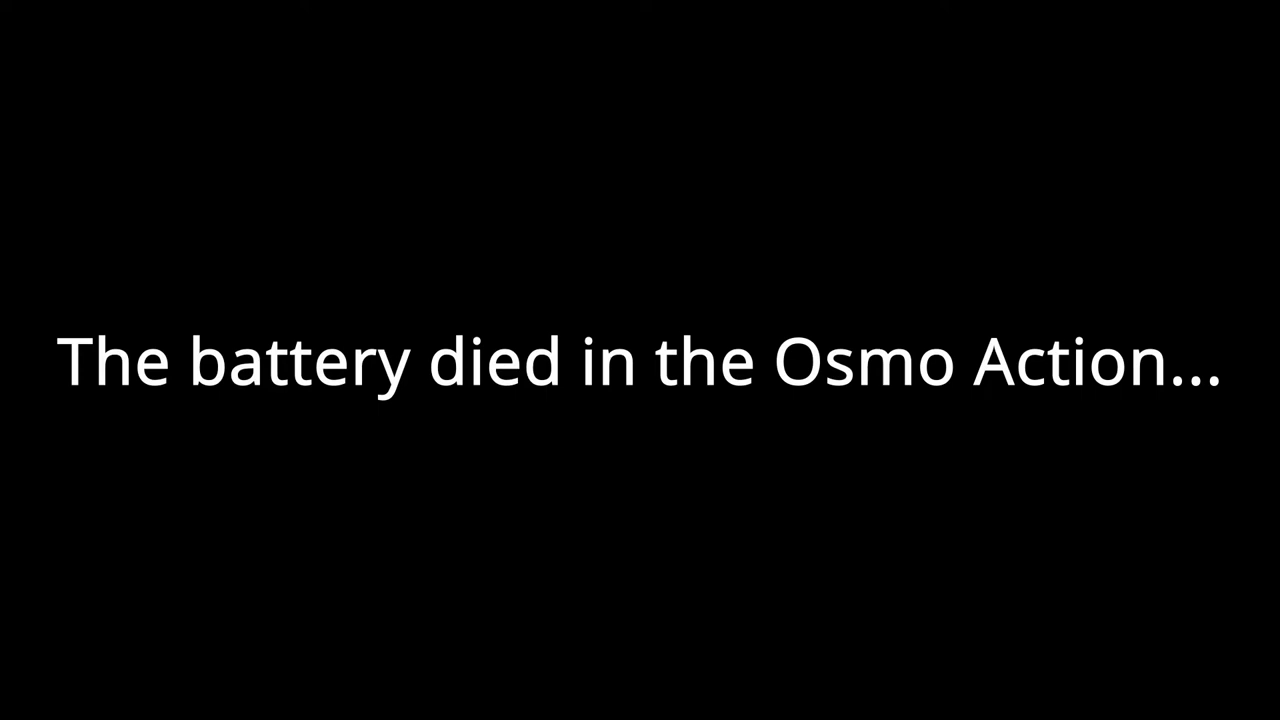 The battery died in the Osmo Action...